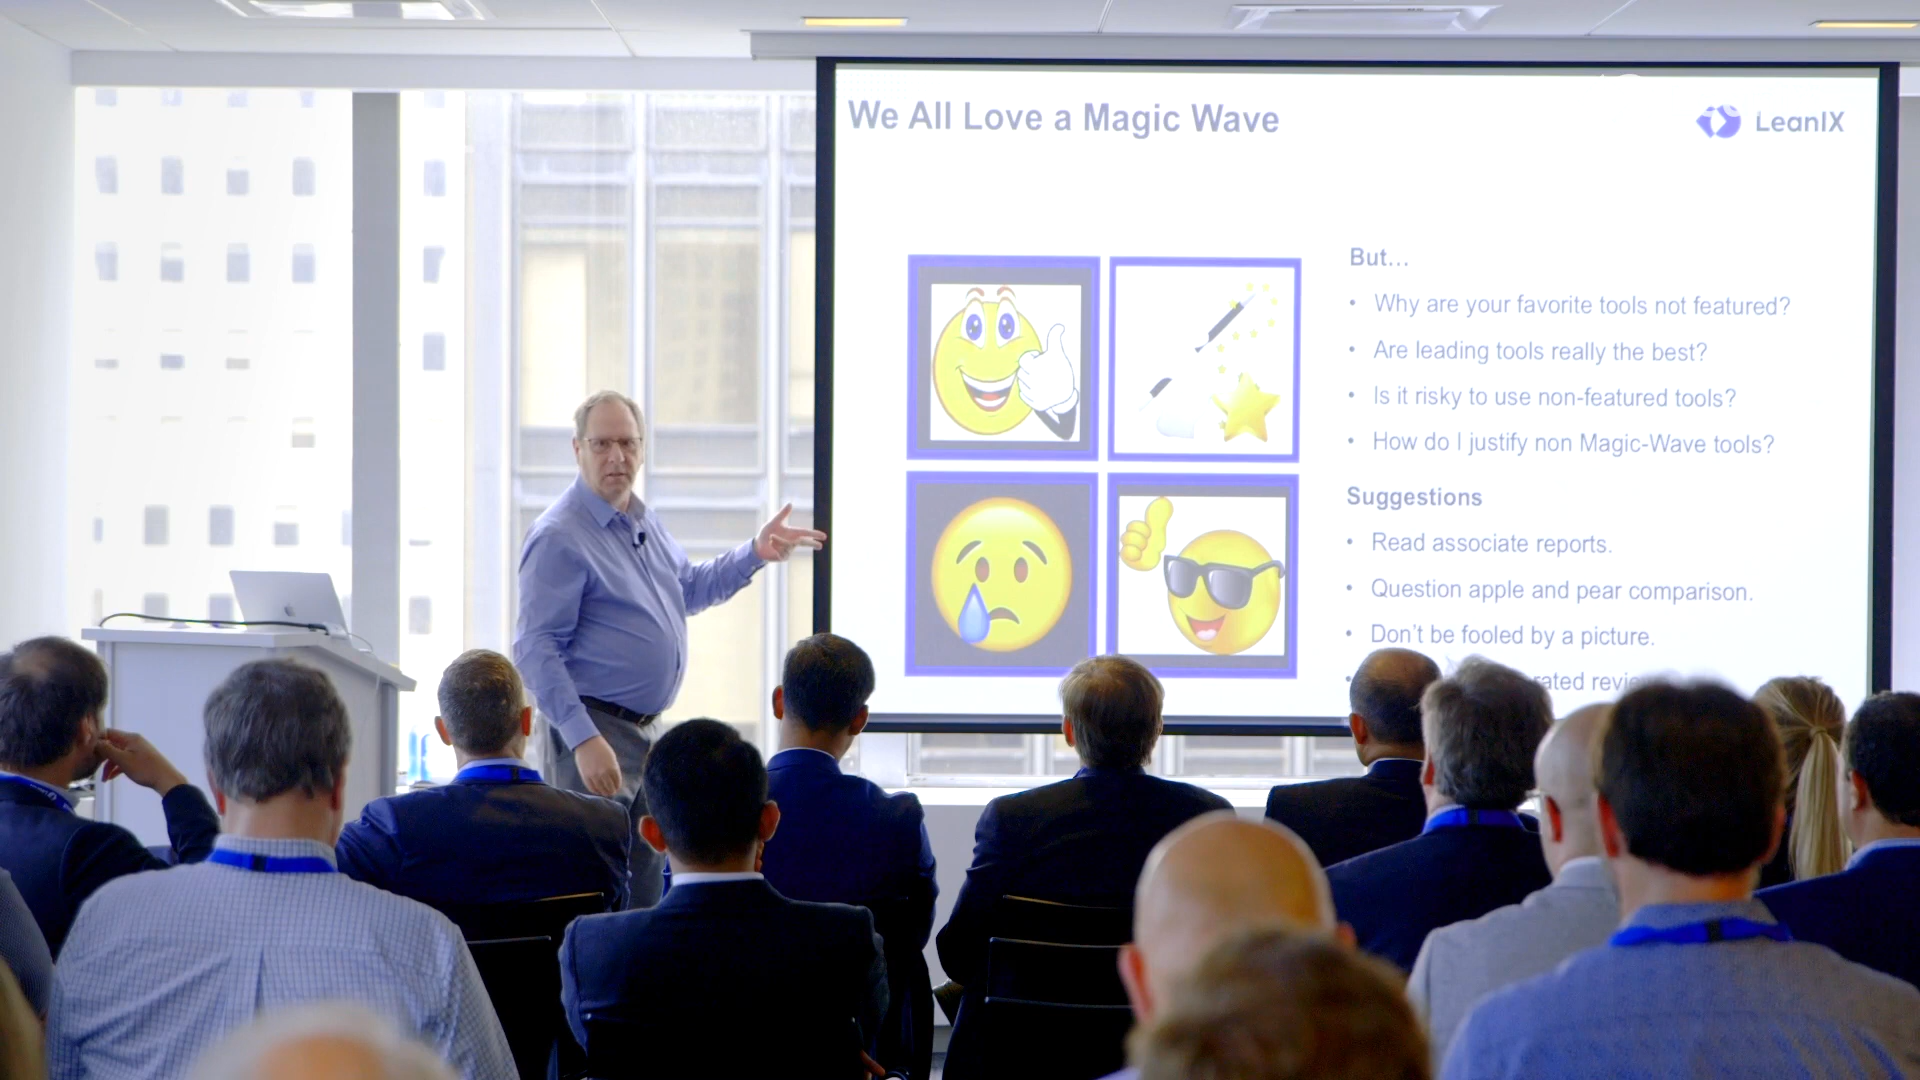 We All Love a Magic Wave
LeanIX
But...
• Why are your favorite tools not featured?
• Are leading tools really the best?
• Is it risky to use non-featured tools?
• How do I justify non Magic-Wave tools?
Suggestions
• Read associate reports.
• Question apple and pear comparison.
• Don't be fooled by a picture.
•